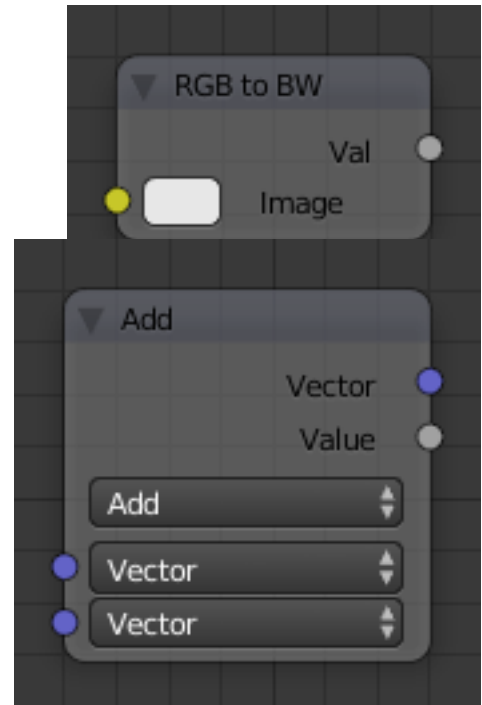 RGB to BW
Val
Image
Add
Vector
Value
Add
Vector
Vector